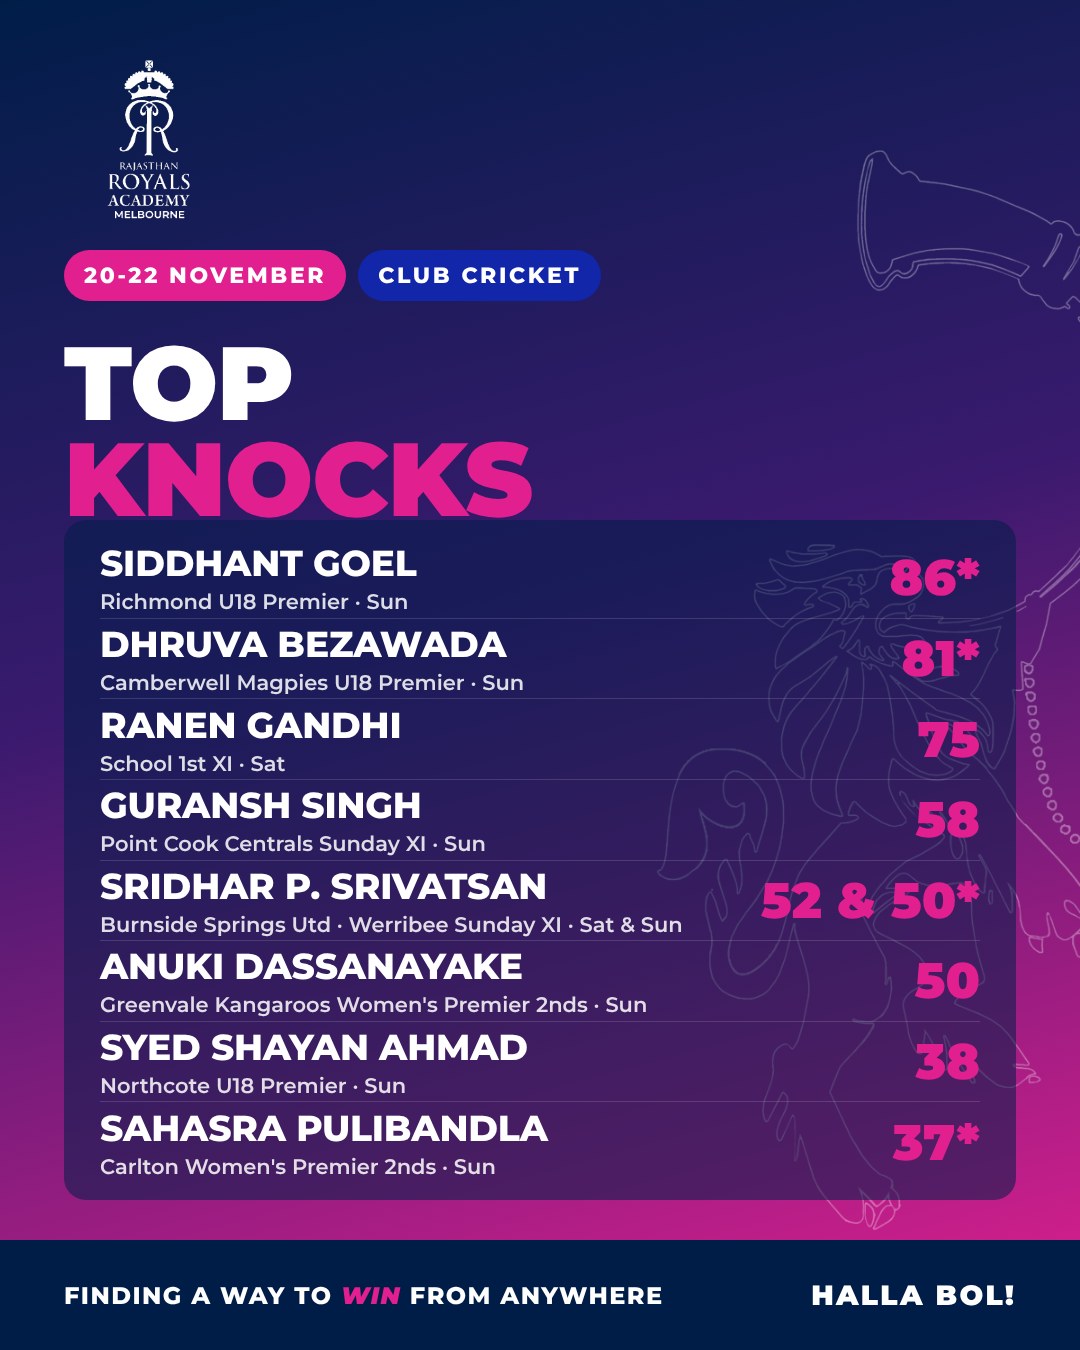 RAJASTHAN
ROYALS
ACADEMY
MELBOURNE
20-22 NOVEMBER
CLUB CRICKET
TOP
KNOCKS
SIDDHANT GOEL
86*
Richmond U18 Premier · Sun
DHRUVA BEZAWADA
81*
Camberwell Magpies U18 Premier · Sun
RANEN GANDHI
75
School 1st XI · Sat
GURANSH SINGH
58
Point Cook Centrals Sunday XI · Sun
SRIDHAR P. SRIVATSAN
52 & 50*
Burnside Springs Utd · Werribee Sunday XI · Sat & Sun
ANUKI DASSANAYAKE
50
Greenvale Kangaroos Women's Premier 2nds · Sun
SYED SHAYAN AHMAD
38
Northcote U18 Premier · Sun
SAHASRA PULIBANDLA
37*
Carlton Women's Premier 2nds · Sun
FINDING A WAY TO WIN FROM ANYWHERE
HALLA BOL!